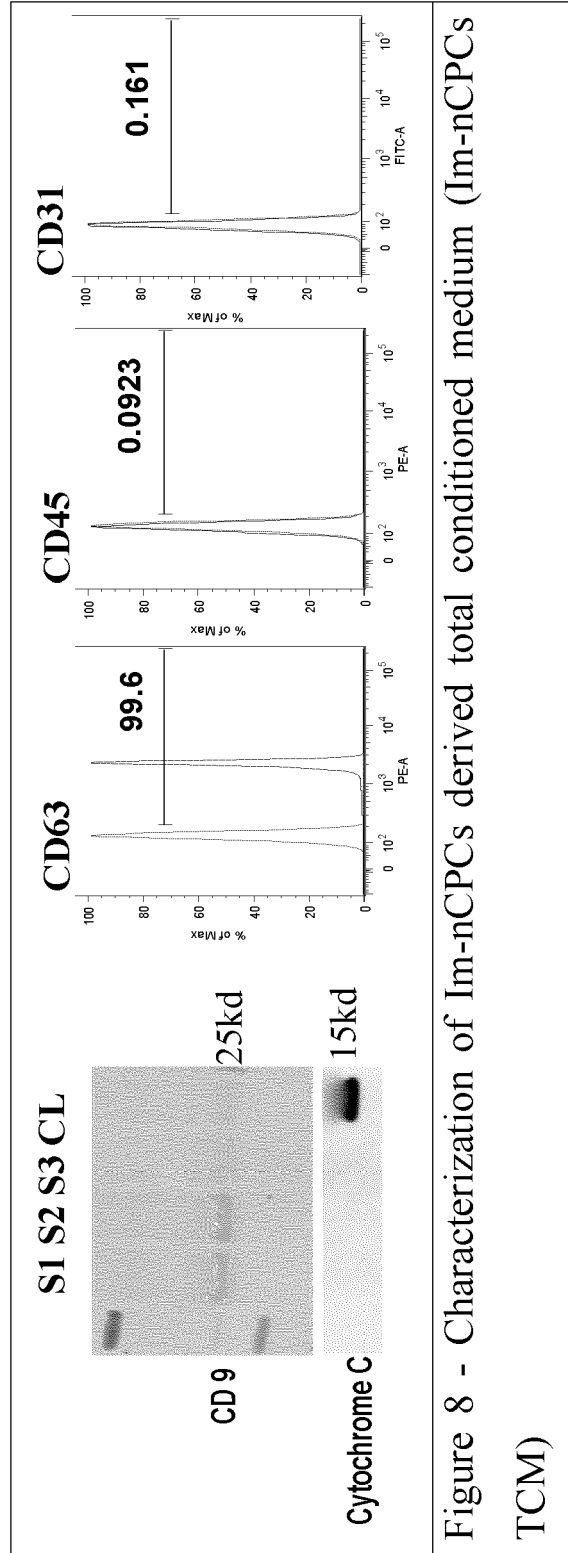 S1 S2 S3 CL
CD 9
25kd
Cytochrome C
15kd
CD63
99.6
% of Max
100
80
60
40
20
0
0 10^2 10^3 10^4 10^5
PE-A
CD45
0.0923
% of Max
100
80
60
40
20
0
0 10^2 10^3 10^4 10^5
PE-A
CD31
0.161
% of Max
100
80
60
40
20
0
0 10^2 10^3 10^4 10^5
FITC-A
Figure 8 - Characterization of Im-nCPCs derived total conditioned medium (Im-nCPCs
TCM)